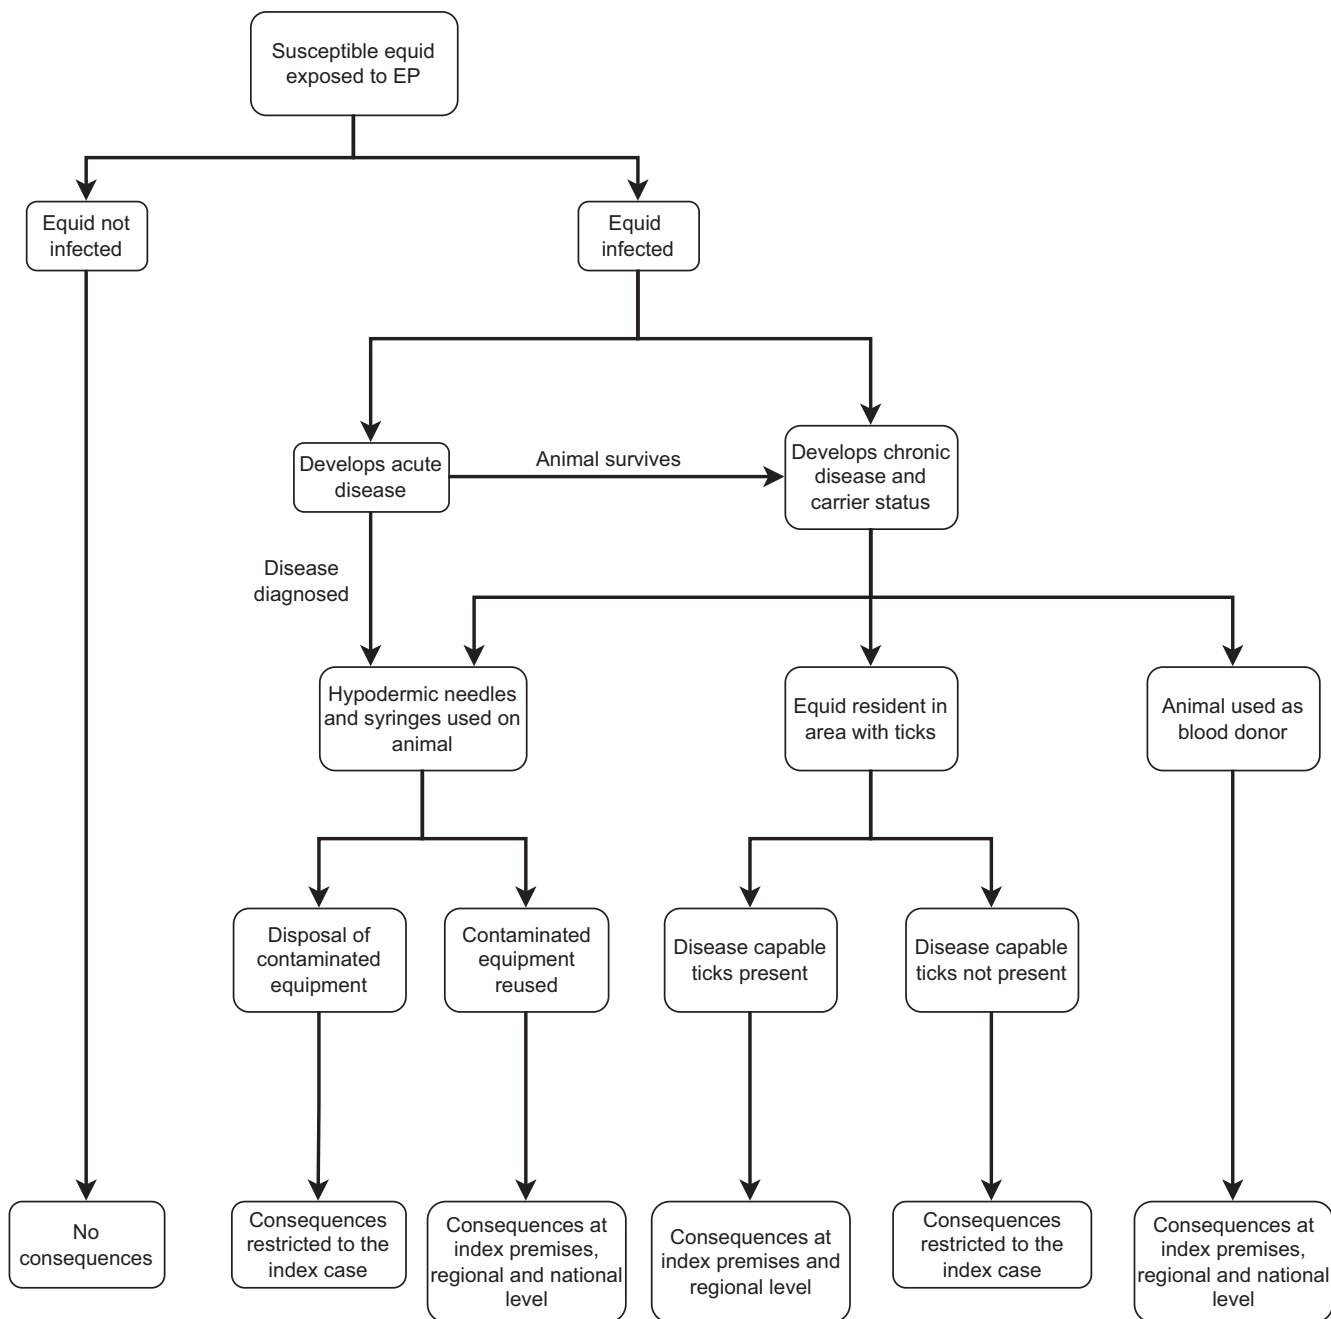 Susceptible equid
exposed to EP
Equid not
infected
Equid
infected
Develops acute
disease
Animal survives
Develops chronic
disease and
carrier status
Disease
diagnosed
Hypodermic needles
and syringes used on
animal
Equid resident in
area with ticks
Animal used as
blood donor
Disposal of
contaminated
equipment
Contaminated
equipment
reused
Disease capable
ticks present
Disease capable
ticks not present
No
consequences
Consequences
restricted to the
index case
Consequences at
index premises,
regional and national
level
Consequences at
index premises and
regional level
Consequences
restricted to the
index case
Consequences at
index premises,
regional and national
level